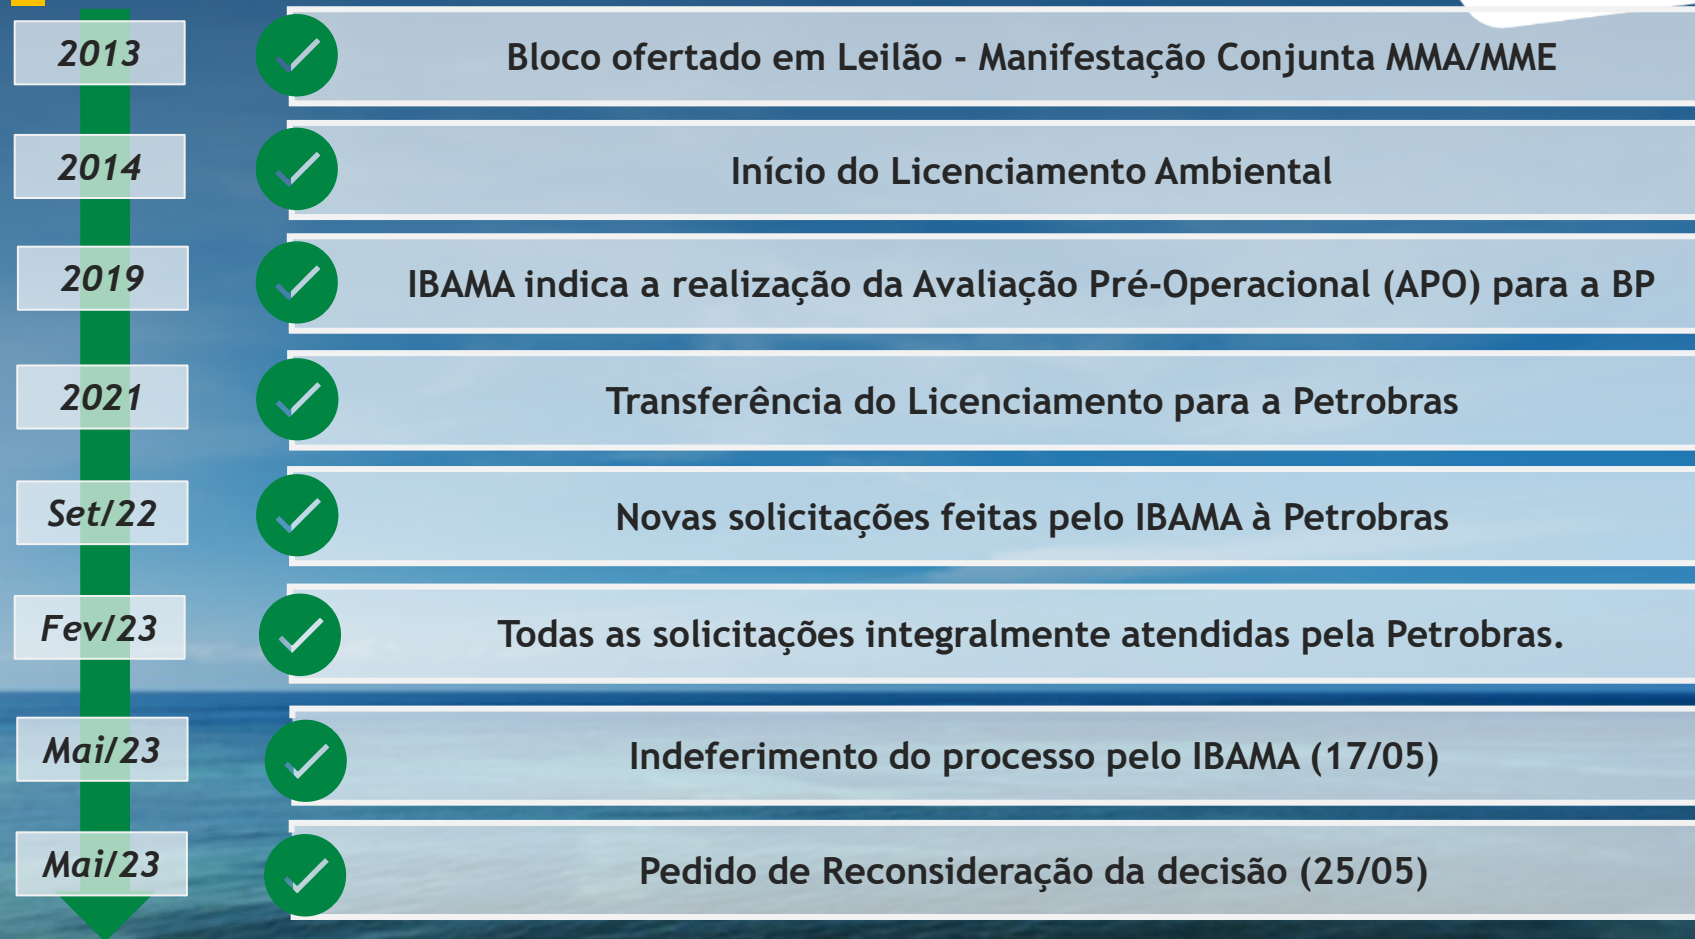 2013
Bloco ofertado em Leilão - Manifestação Conjunta MMA/MME
2014
Início do Licenciamento Ambiental
2019
IBAMA indica a realização da Avaliação Pré-Operacional (APO) para a BP
2021
Transferência do Licenciamento para a Petrobras
Set/22
Novas solicitações feitas pelo IBAMA à Petrobras
Fev/23
Todas as solicitações integralmente atendidas pela Petrobras.
Mai/23
Indeferimento do processo pelo IBAMA (17/05)
Mai/23
Pedido de Reconsideração da decisão (25/05)